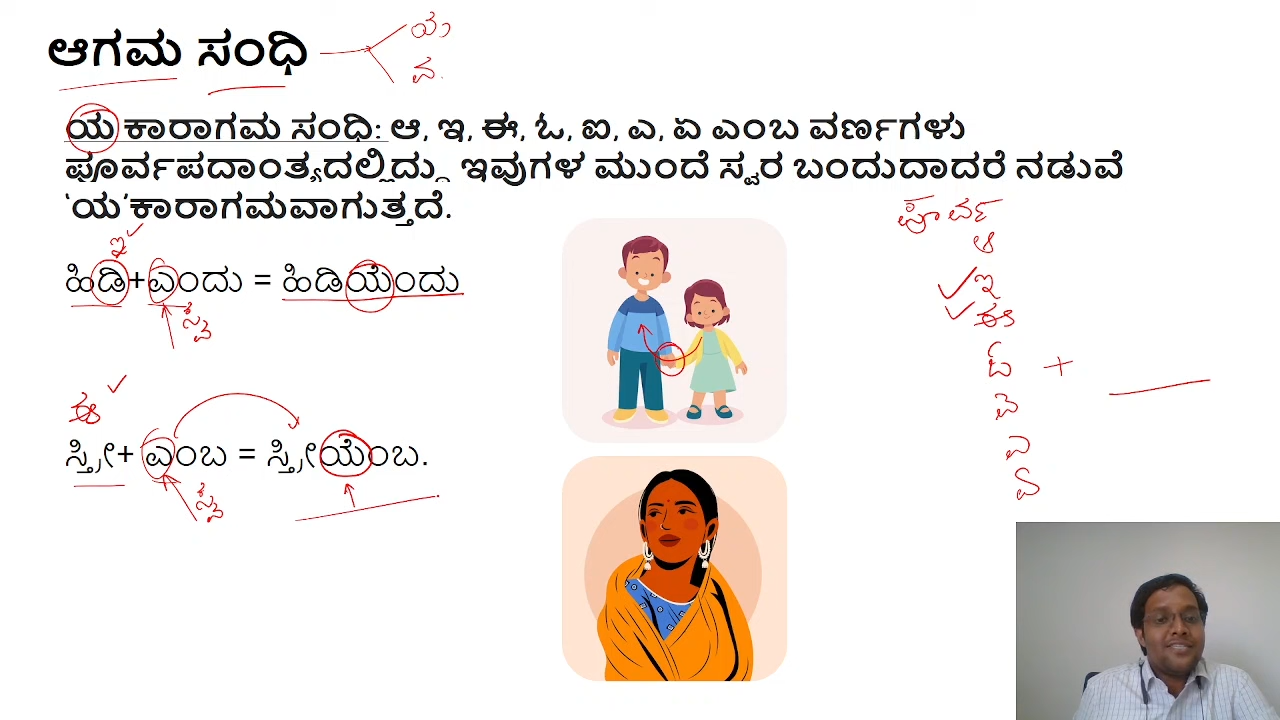 ಆಗಮ ಸಂಧಿ
ಯ
ವ.
ಯ ಕಾರಾಗಮ ಸಂಧಿ: ಆ, ಇ, ಈ, ಓ, ಐ, ಎ, ಏ ಎಂಬ ವರ್ಣಗಳು
ಪೂರ್ವಪದಾಂತ್ಯದಲ್ಲಿದ್ದು, ಇವುಗಳ ಮುಂದೆ ಸ್ವರ ಬಂದುದಾದರೆ ನಡುವೆ
'ಯ'ಕಾರಾಗಮವಾಗುತ್ತದೆ.
ಇ
ಹಿಡಿ+ಎಂದು = ಹಿಡಿಯೆಂದು
ಸ್ವ
ಈ
ಸ್ತ್ರೀ+ ಎಂಬ = ಸ್ತ್ರೀಯೆಂಬ.
ಸ್ವ
ಪೂರ್ವ
ಆ
ಇ
ಈ
ಓ +
ಐ
ಎ
ಏ